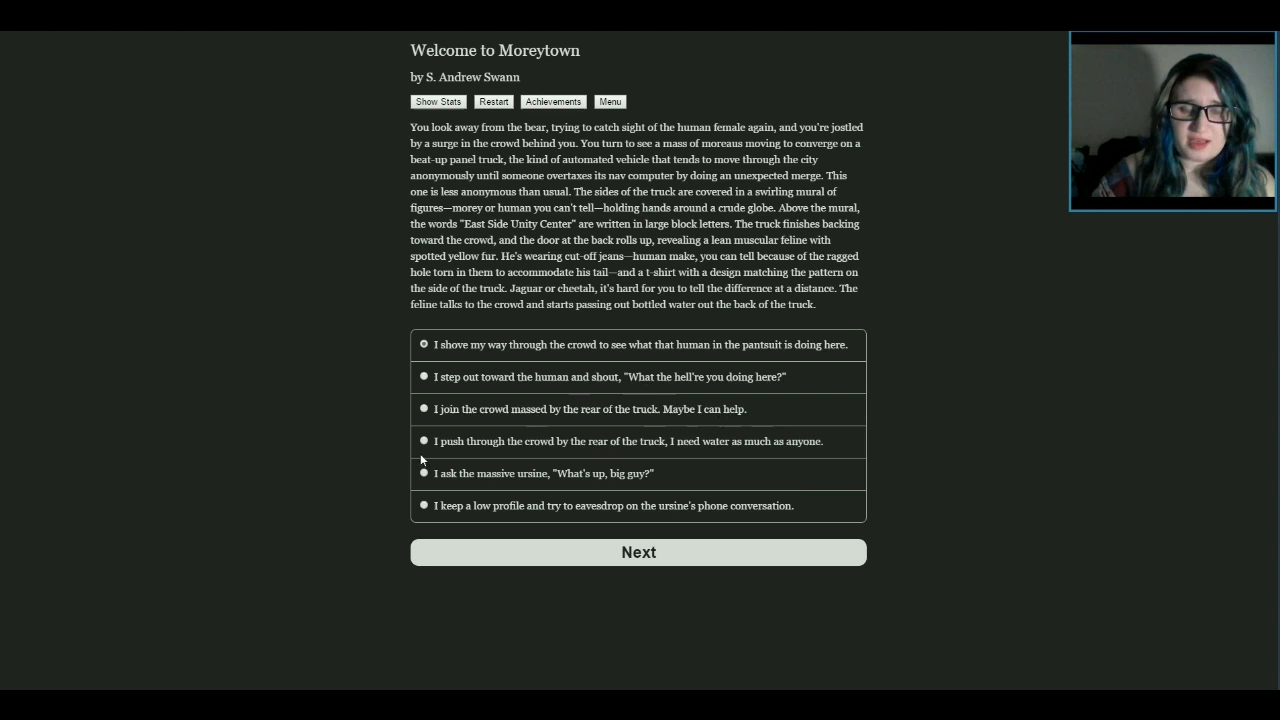 Welcome to Moreytown
by S. Andrew Swann
Show Stats
Restart
Achievements
Menu
You look away from the bear, trying to catch sight of the human female again, and you're jostled
by a surge in the crowd behind you. You turn to see a mass of moreaus moving to converge on a
beat-up panel truck, the kind of automated vehicle that tends to move through the city
anonymously until someone overtaxes its nav computer by doing an unexpected merge. This
one is less anonymous than usual. The sides of the truck are covered in a swirling mural of
figures—morey or human you can't tell—holding hands around a crude globe. Above the mural,
the words "East Side Unity Center" are written in large block letters. The truck finishes backing
toward the crowd, and the door at the back rolls up, revealing a lean muscular feline with
spotted yellow fur. He's wearing cut-off jeans—human make, you can tell because of the ragged
hole torn in them to accommodate his tail—and a t-shirt with a design matching the pattern on
the side of the truck. Jaguar or cheetah, it's hard for you to tell the difference at a distance. The
feline talks to the crowd and starts passing out bottled water out the back of the truck.
I shove my way through the crowd to see what that human in the pantsuit is doing here.
I step out toward the human and shout, "What the hell're you doing here?"
I join the crowd massed by the rear of the truck. Maybe I can help.
I push through the crowd by the rear of the truck, I need water as much as anyone.
I ask the massive ursine, "What's up, big guy?"
I keep a low profile and try to eavesdrop on the ursine's phone conversation.
Next